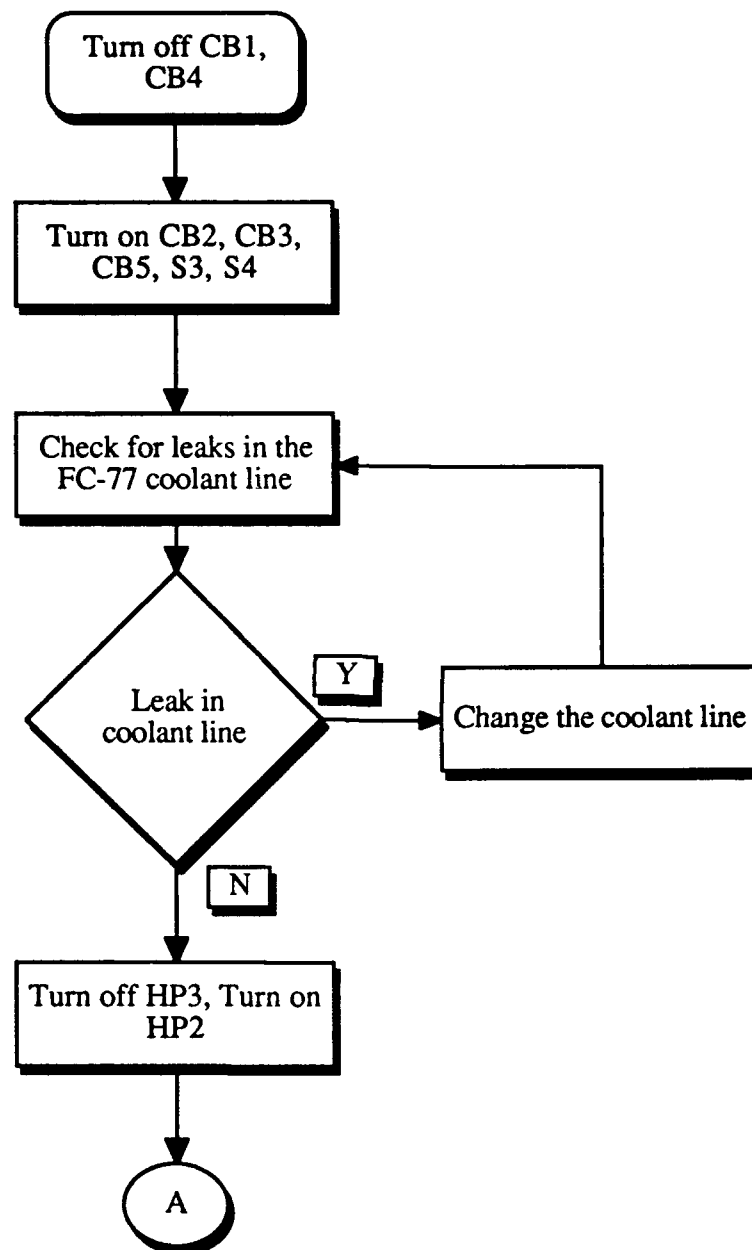 Turn off CB1,
CB4
Turn on CB2, CB3,
CB5, S3, S4
Check for leaks in the
FC-77 coolant line
Leak in
coolant line
Y
Change the coolant line
N
Turn off HP3, Turn on
HP2
A